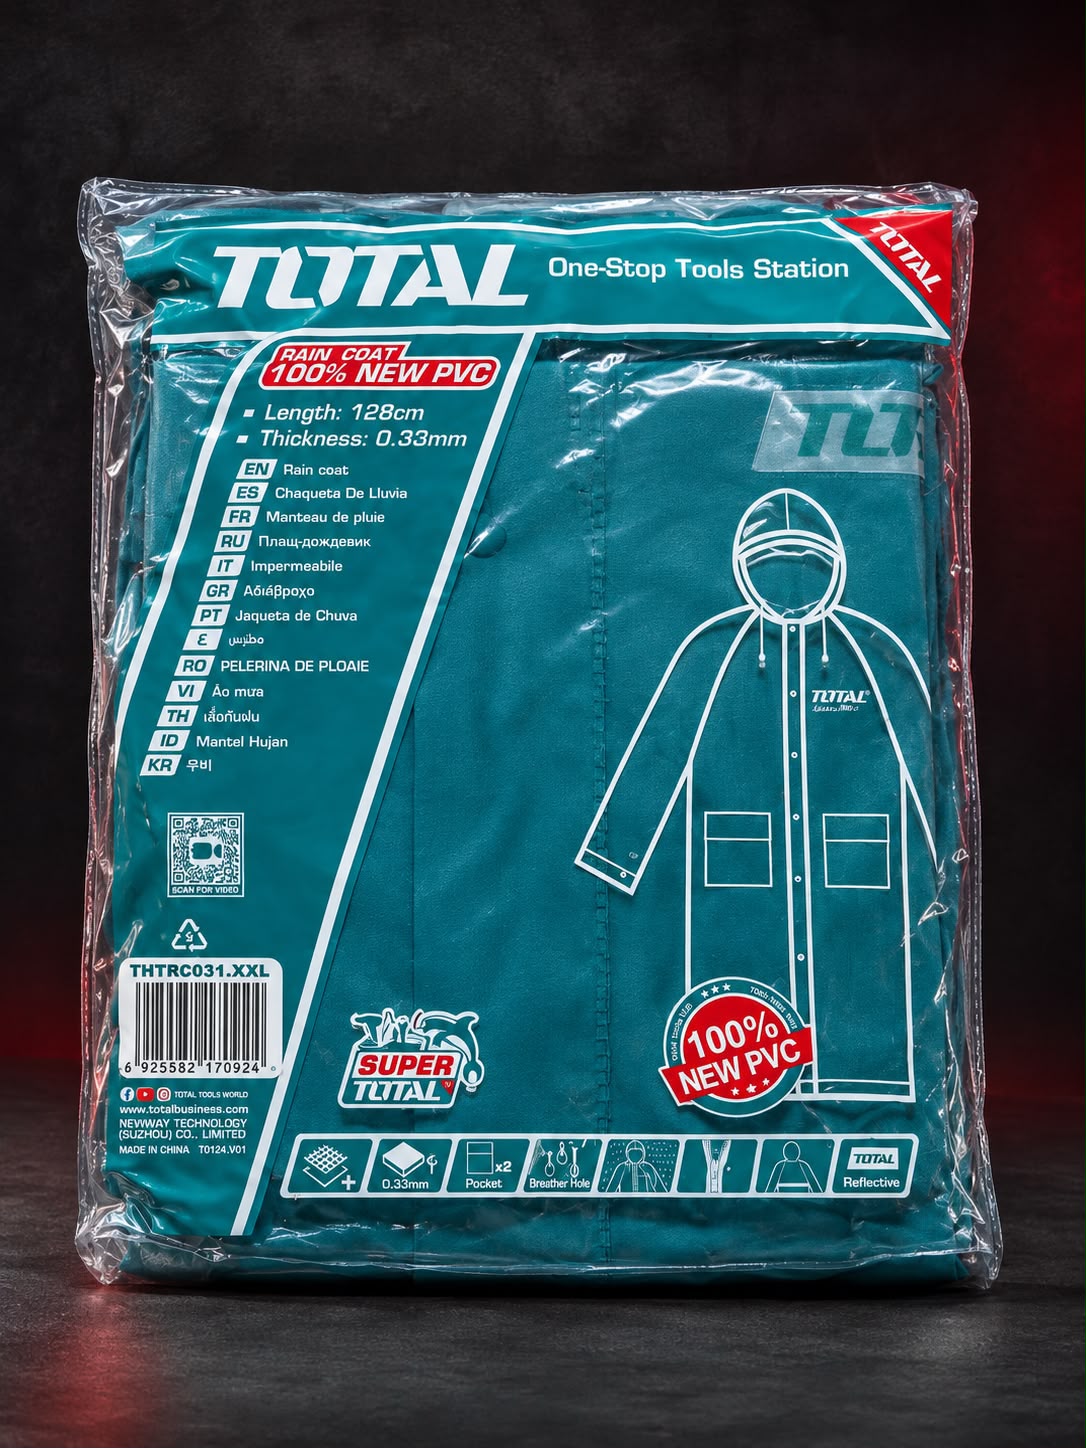 TOTAL One-Stop Tools Station
TOTAL
RAIN COAT
100% NEW PVC
Length: 128cm
Thickness: 0.33mm
EN Rain coat
ES Chaqueta De Lluvia
FR Manteau de pluie
RU Плащ-дождевик
IT Impermeabile
GR Αδιάβροχο
PT Jaqueta de Chuva
RO PELERINA DE PLOAIE
VI Áo mưa
TH เสื้อกันฝน
ID Mantel Hujan
KR 우비
TOTAL
SCAN FOR VIDEO
5
THTRC031.XXL
6 925582 170924
TOTAL TOOLS WORLD
www.totalbusiness.com
NEWWAY TECHNOLOGY
(SUZHOU) CO., LIMITED
MADE IN CHINA T0124.V01
SUPER
TOTAL
100%
NEW PVC
0.33mm
x2
Pocket
Breather Hole
TOTAL
Reflective